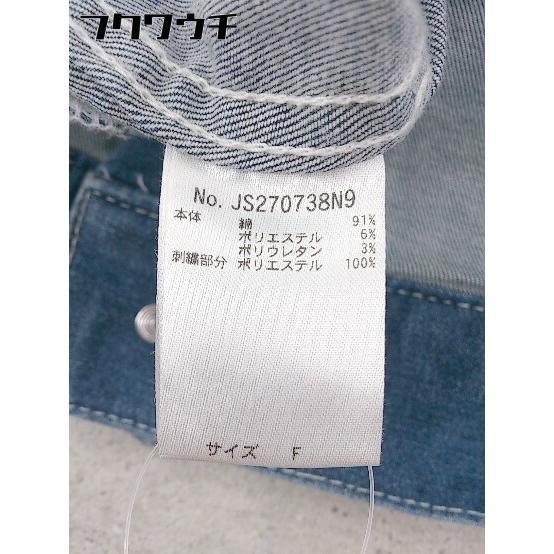 フクウクチ
No. JS270738N9
本体 綿 91%
ポリエステル 6%
ポリウレタン 3%
刺繍部分 ポリエステル 100%
サイズ F